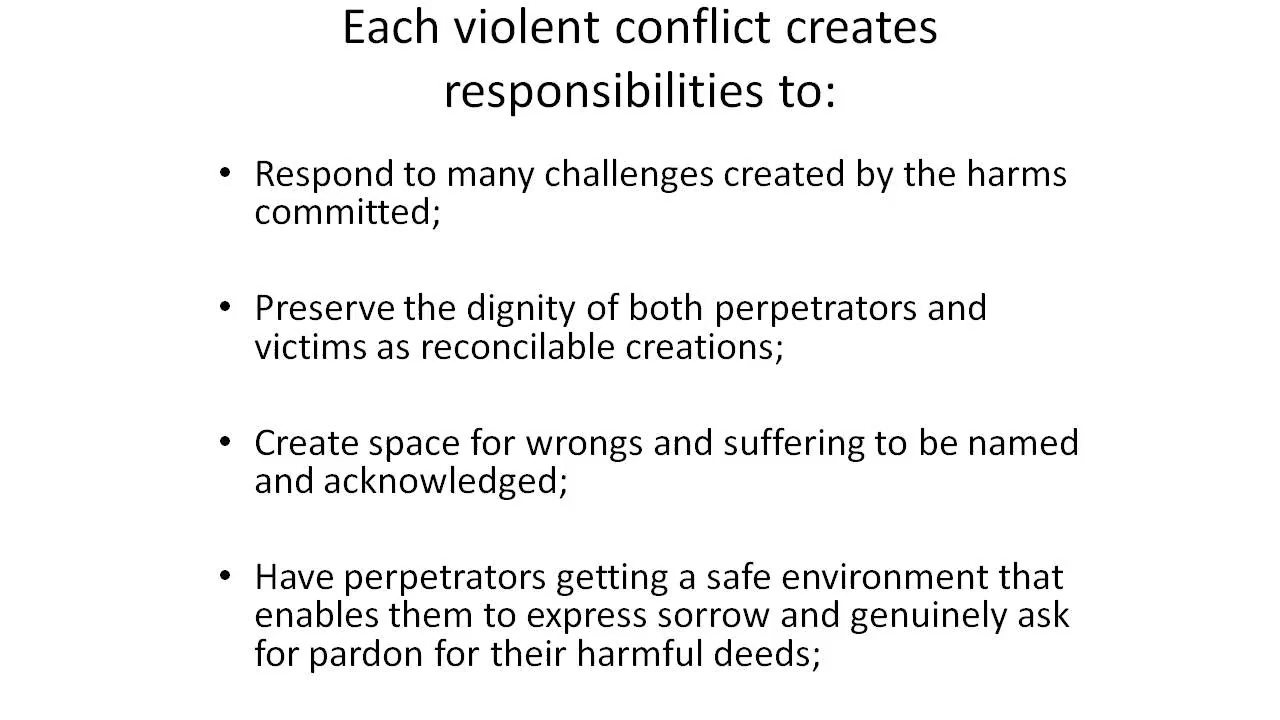 Each violent conflict creates
responsibilities to:
• Respond to many challenges created by the harms
committed;
• Preserve the dignity of both perpetrators and
victims as reconcilable creations;
• Create space for wrongs and suffering to be named
and acknowledged;
• Have perpetrators getting a safe environment that
enables them to express sorrow and genuinely ask
for pardon for their harmful deeds;